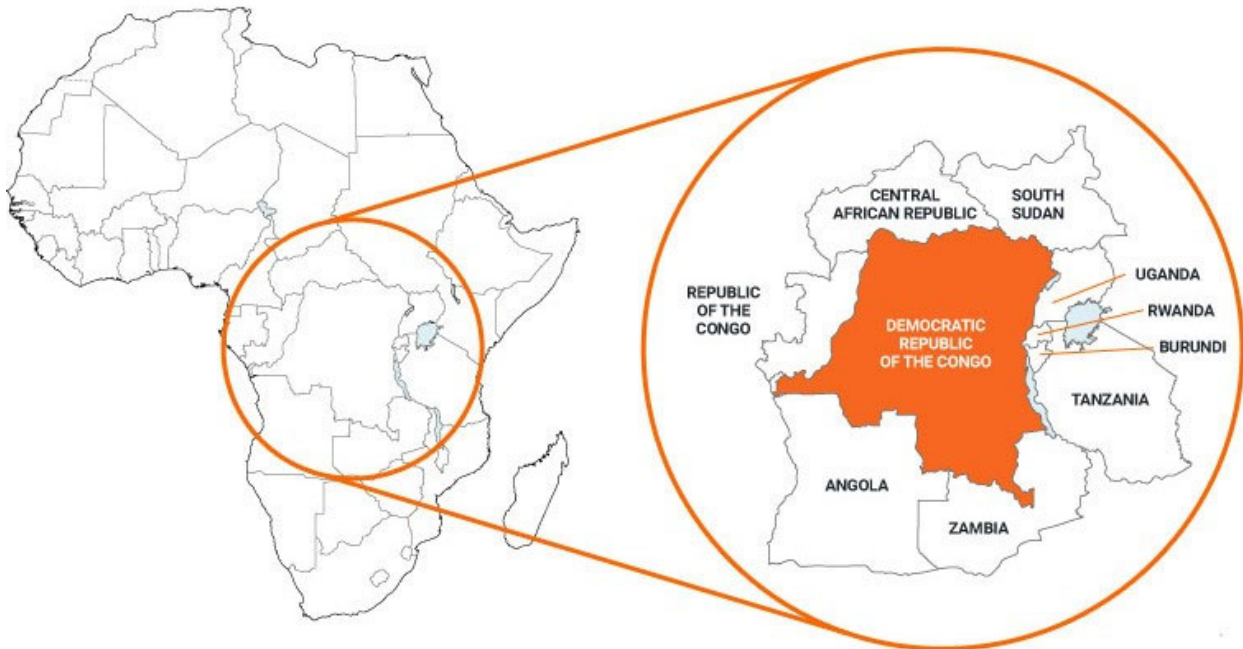 CENTRAL
AFRICAN REPUBLIC
SOUTH
SUDAN
UGANDA
REPUBLIC
OF THE
CONGO
RWANDA
DEMOCRATIC
REPUBLIC
OF THE CONGO
BURUNDI
TANZANIA
ANGOLA
ZAMBIA